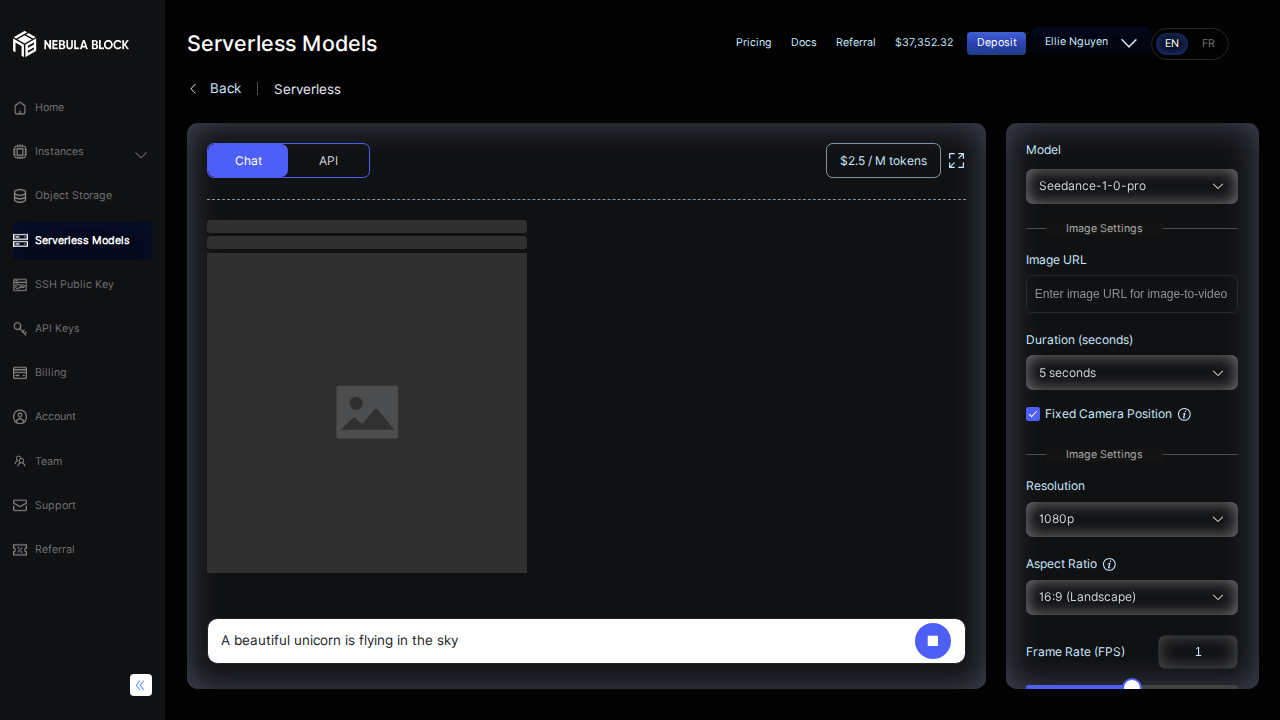 NEBULA BLOCK
Home
Instances
Object Storage
Serverless Models
SSH Public Key
API Keys
Billing
Account
Team
Support
Referral
Serverless Models
Pricing
Docs
Referral
$37,352.32
Deposit
Ellie Nguyen
EN
FR
Back
Serverless
Chat
API
$2.5 / M tokens
A beautiful unicorn is flying in the sky
Model
Seedance-1-0-pro
Image Settings
Image URL
Enter image URL for image-to-video
Duration (seconds)
5 seconds
Fixed Camera Position
Image Settings
Resolution
1080p
Aspect Ratio
16:9 (Landscape)
Frame Rate (FPS)
1